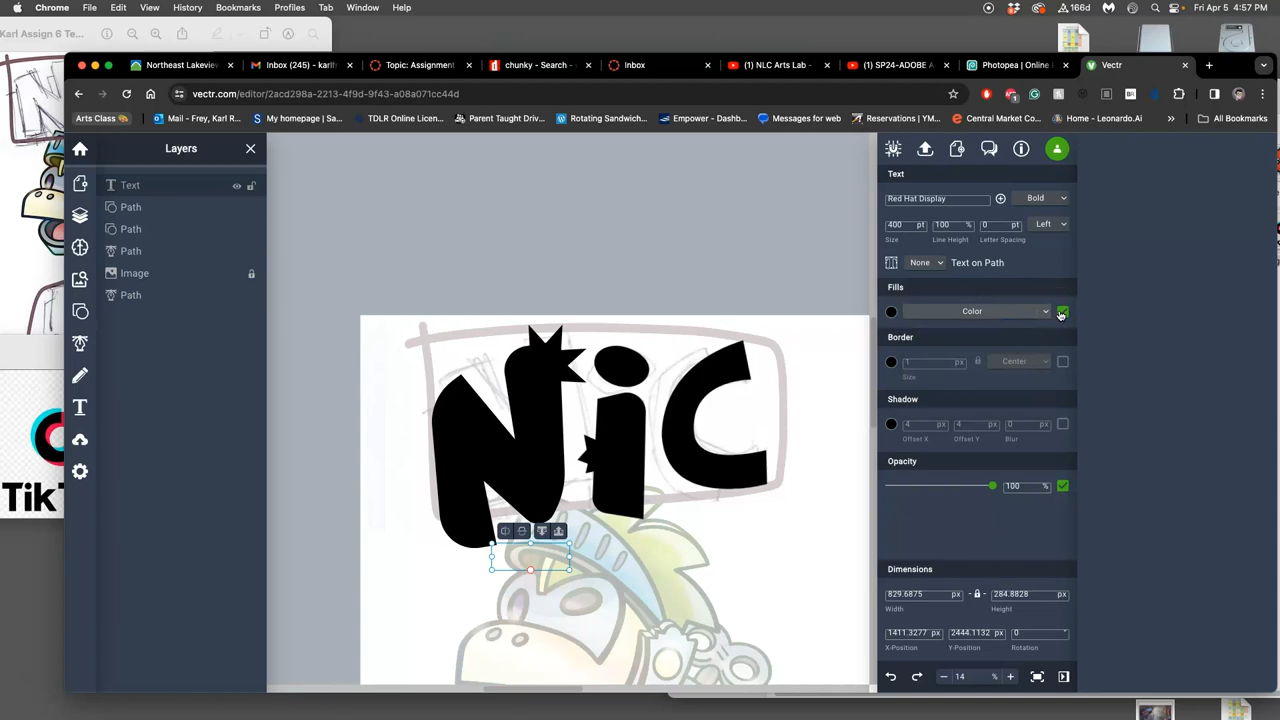 Chrome File Edit View History Bookmarks Profiles Tab Window Help 166a Fri Apr 5 4:57 PM
Karl Assign 6 Te...
Northeast Lakeview Inbox (245) – karlfr Topic: Assignment chunky - Search - Inbox (1) NLC Arts Lab - (1) SP24-ADOBE A Photopea | Online I Vectr
vectr.com/editor/2acd298a-2213-4f9d-9f43-a08a071cc44d
Arts Class Mail – Frey, Karl R... My homepage | Sa... TDLR Online Licen... Parent Taught Driv... Rotating Sandwich... Empower – Dashb... Messages for web Reservations | YM... Central Market Co... Home - Leonardo.Ai » All Bookmarks
Layers
Text
Path
Path
Path
Image
Path
Text
Red Hat Display Bold
400 pt 100 % 0 pt Left
Size Line Height Letter Spacing
None Text on Path
Fills
Color
Border
1 px Center
Size
Shadow
4 px 4 px 0 px
Offset X Offset Y Blur
Opacity
100 %
Dimensions
829.6875 px 284.8828 px
Width Height
1411.3277 px 2444.1132 px 0 °
X-Position Y-Position Rotation
14 %
NiC